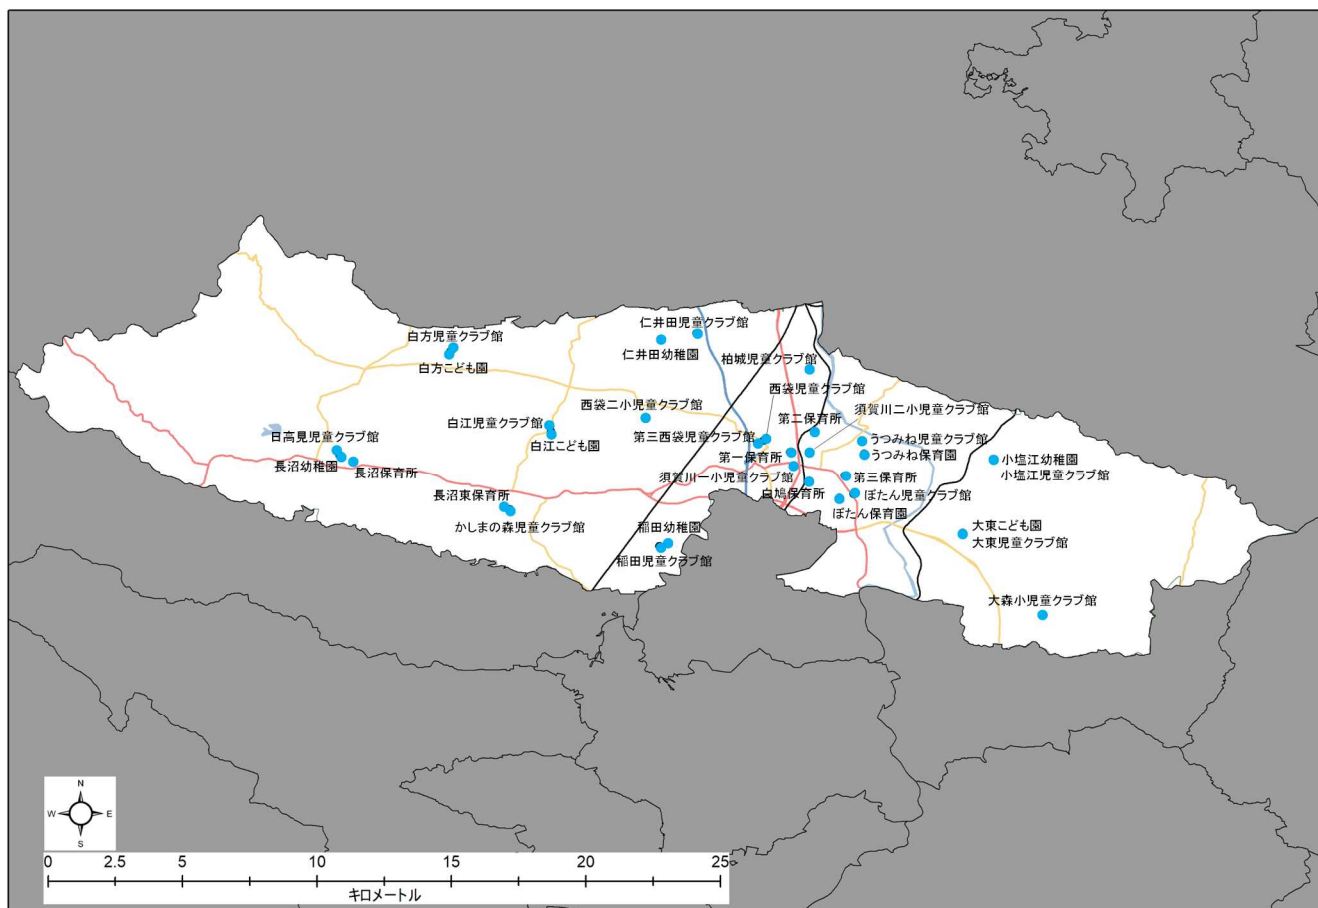 仁井田児童クラブ館
白方児童クラブ館
仁井田幼稚園
白方こども園
柏城児童クラブ館
西袋児童クラブ館
西袋二小児童クラブ館
須賀川二小児童クラブ館
第二保育所
白江児童クラブ館
第三西袋児童クラブ館
日高見児童クラブ館
うつみね児童クラブ館
白江こども園
うつみね保育園
第一保育所
小塩江幼稚園
長沼幼稚園
長沼保育所
須賀川一小児童クラブ館
第三保育所
小塩江児童クラブ館
長沼東保育所
白鳩保育所
ぼたん児童クラブ館
ぼたん保育園
かしまの森児童クラブ館
稲田幼稚園
大東こども園
大東児童クラブ館
稲田児童クラブ館
大森小児童クラブ館
N
W E
S
0 2.5 5 10 15 20 25
キロメートル